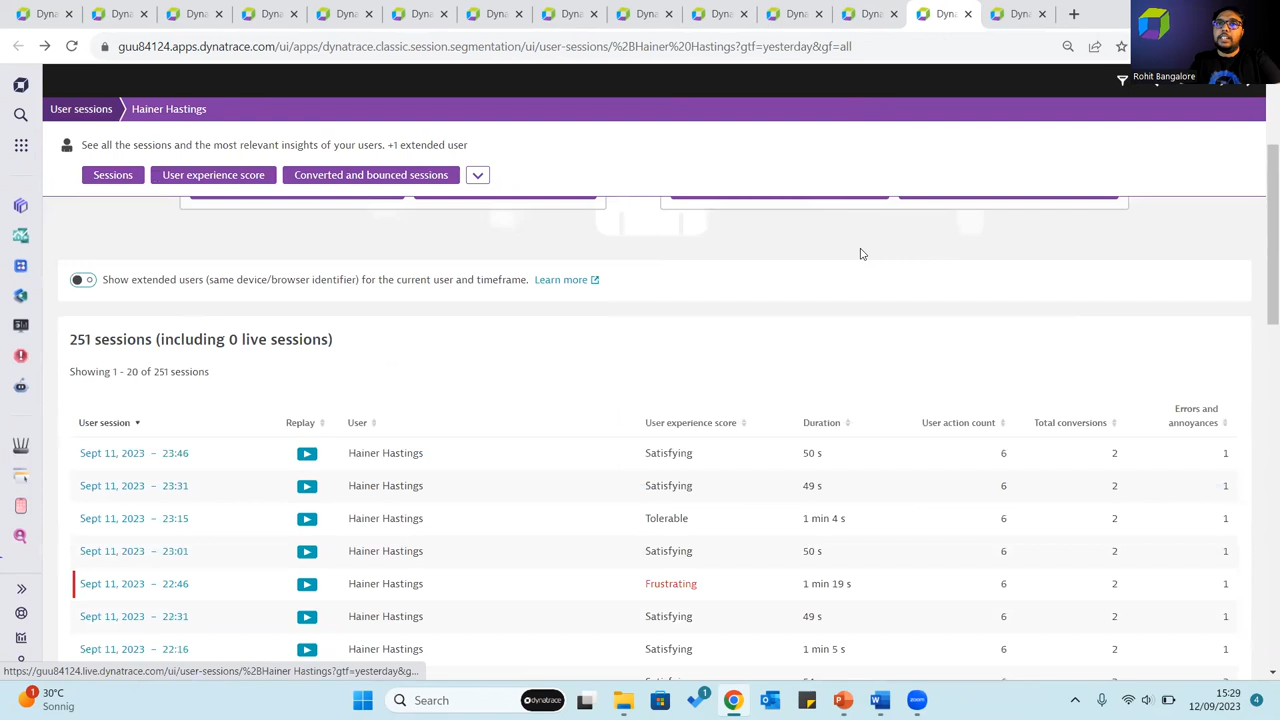 Dyna
Dyna
Dyna
Dyna
Dyna
Dyna
Dyna
Dyna
Dyna
Dyna
Dyna
Dyna
Dyna
Dyna
guu84124.apps.dynatrace.com/ui/apps/dynatrace.classic.session.segmentation/ui/user-sessions/%2BHainer%20Hastings?gtf=yesterday&gf=all
Rohit Bangalore
User sessions Hainer Hastings
See all the sessions and the most relevant insights of your users. +1 extended user
Sessions User experience score Converted and bounced sessions
Show extended users (same device/browser identifier) for the current user and timeframe. Learn more
251 sessions (including 0 live sessions)
Showing 1 - 20 of 251 sessions
User session Replay User User experience score Duration User action count Total conversions Errors and annoyances
Sept 11, 2023 – 23:46 Hainer Hastings Satisfying 50 s 6 2 1
Sept 11, 2023 – 23:31 Hainer Hastings Satisfying 49 s 6 2 1
Sept 11, 2023 – 23:15 Hainer Hastings Tolerable 1 min 4 s 6 2 1
Sept 11, 2023 – 23:01 Hainer Hastings Satisfying 50 s 6 2 1
Sept 11, 2023 – 22:46 Hainer Hastings Frustrating 1 min 19 s 6 2 1
Sept 11, 2023 – 22:31 Hainer Hastings Satisfying 49 s 6 2 1
Sept 11, 2023 – 22:16 Hainer Hastings Satisfying 1 min 5 s 6 2 1
https://guu84124.live.dynatrace.com/ui/user-sessions/%2BHainer Hastings?gtf=yesterday&g...
1
30°C
Sonnig
Search
dynatrace
1
zoom
15:29
12/09/2023
4